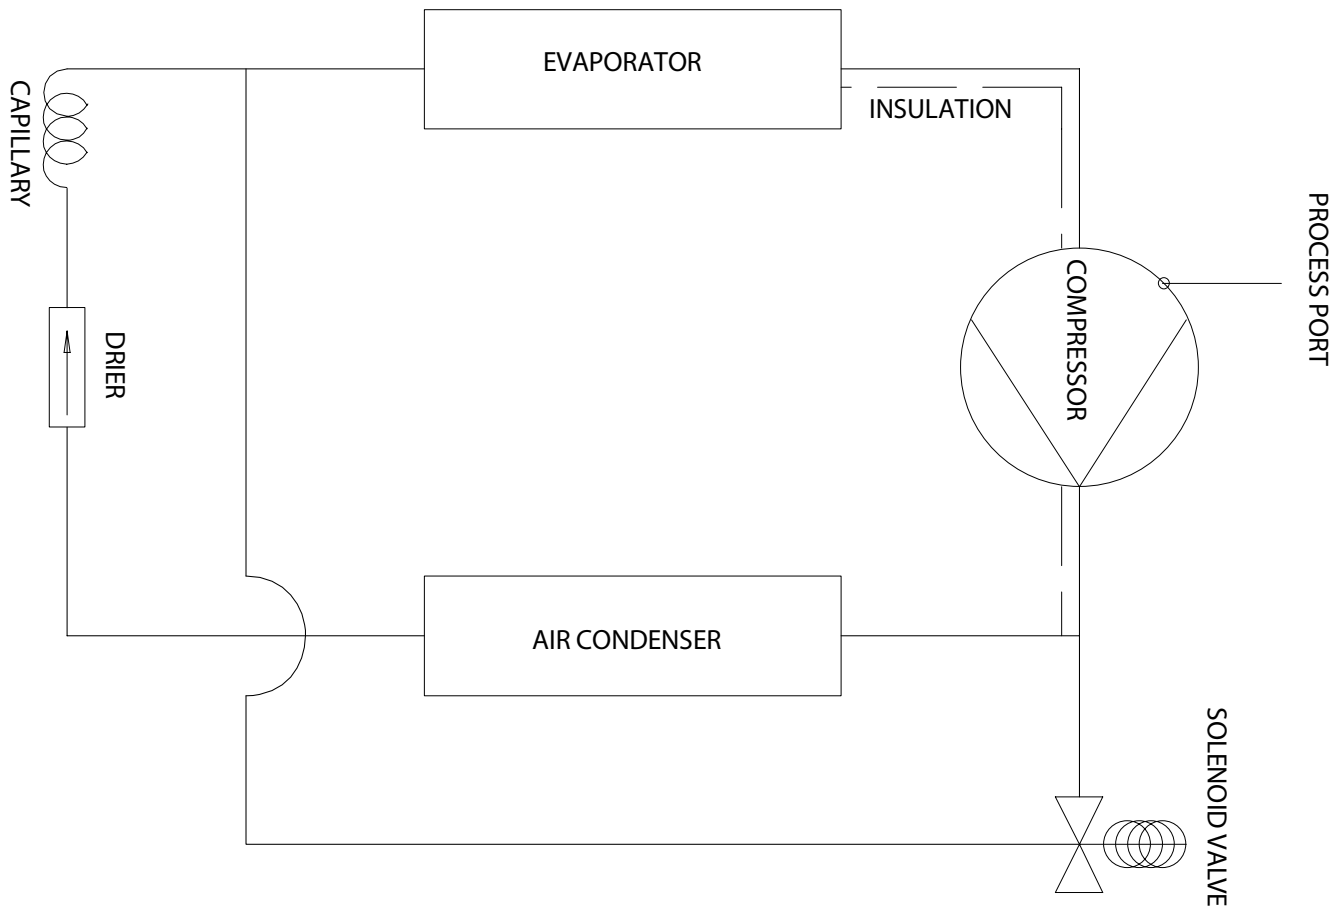 EVAPORATOR
INSULATION
CAPILLARY
PROCESS PORT
COMPRESSOR
DRIER
AIR CONDENSER
SOLENOID VALVE